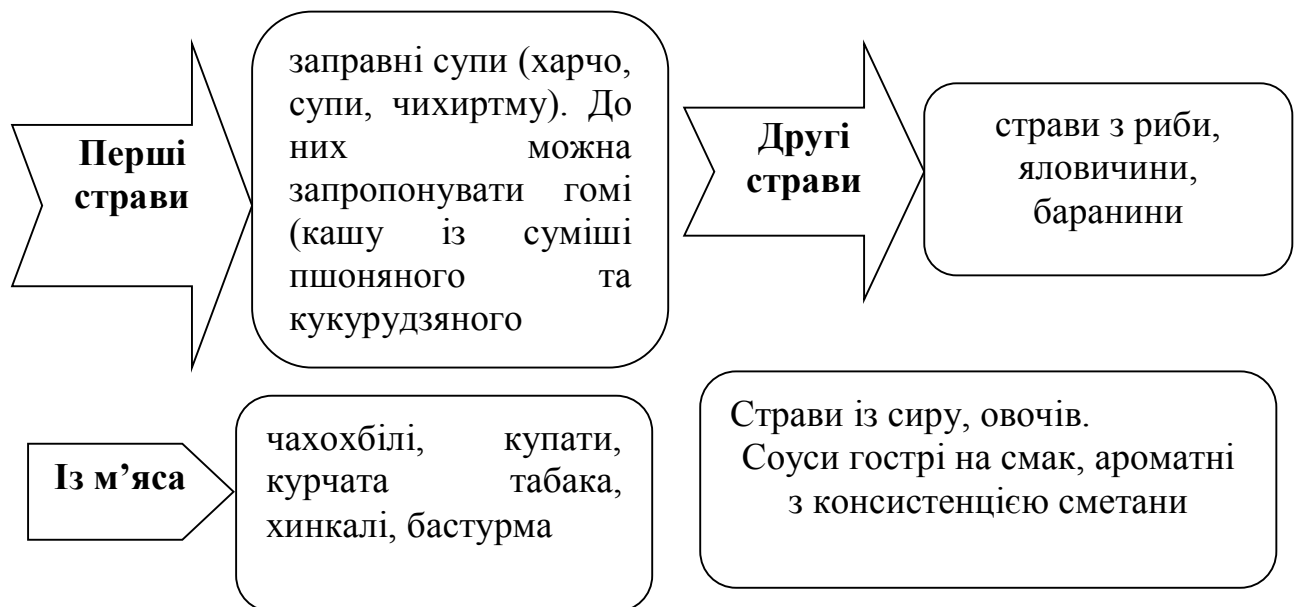 Перші
страви
заправні супи (харчо,
супи, чихиртму). До
них можна
запропонувати гомі
(кашу із суміші
пшоняного та
кукурудзяного
Другі
страви
страви з риби,
яловичини,
баранини
Із м’яса
чахохбілі, купати,
курчата табака,
хинкалі, бастурма
Страви із сиру, овочів.
Соуси гострі на смак, ароматні
з консистенцією сметани